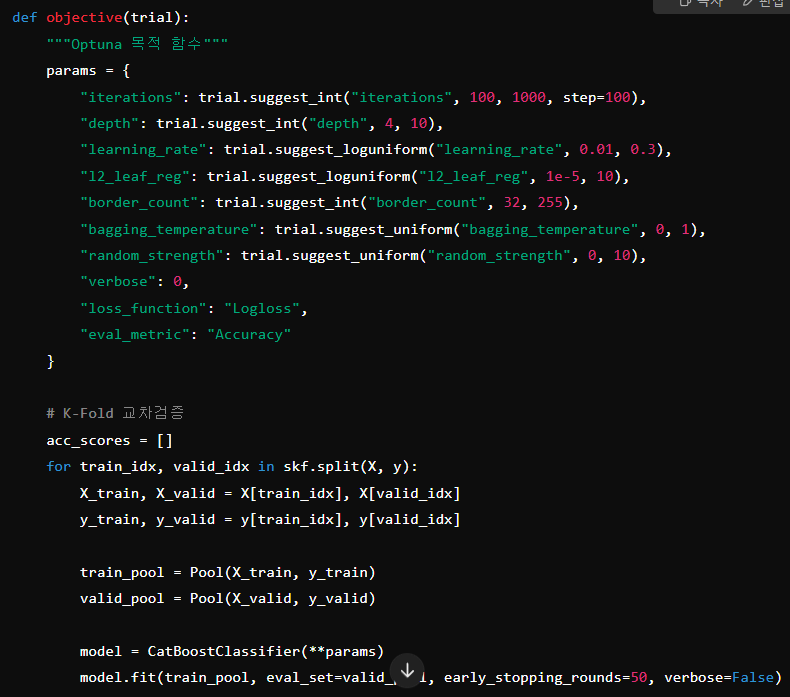 복사 편집
def objective(trial):
    """Optuna 목적 함수"""
    params = {
        "iterations": trial.suggest_int("iterations", 100, 1000, step=100),
        "depth": trial.suggest_int("depth", 4, 10),
        "learning_rate": trial.suggest_loguniform("learning_rate", 0.01, 0.3),
        "l2_leaf_reg": trial.suggest_loguniform("l2_leaf_reg", 1e-5, 10),
        "border_count": trial.suggest_int("border_count", 32, 255),
        "bagging_temperature": trial.suggest_uniform("bagging_temperature", 0, 1),
        "random_strength": trial.suggest_uniform("random_strength", 0, 10),
        "verbose": 0,
        "loss_function": "Logloss",
        "eval_metric": "Accuracy"
    }
    # K-Fold 교차검증
    acc_scores = []
    for train_idx, valid_idx in skf.split(X, y):
        X_train, X_valid = X[train_idx], X[valid_idx]
        y_train, y_valid = y[train_idx], y[valid_idx]
        train_pool = Pool(X_train, y_train)
        valid_pool = Pool(X_valid, y_valid)
        model = CatBoostClassifier(**params)
        model.fit(train_pool, eval_set=valid_ l, early_stopping_rounds=50, verbose=False)